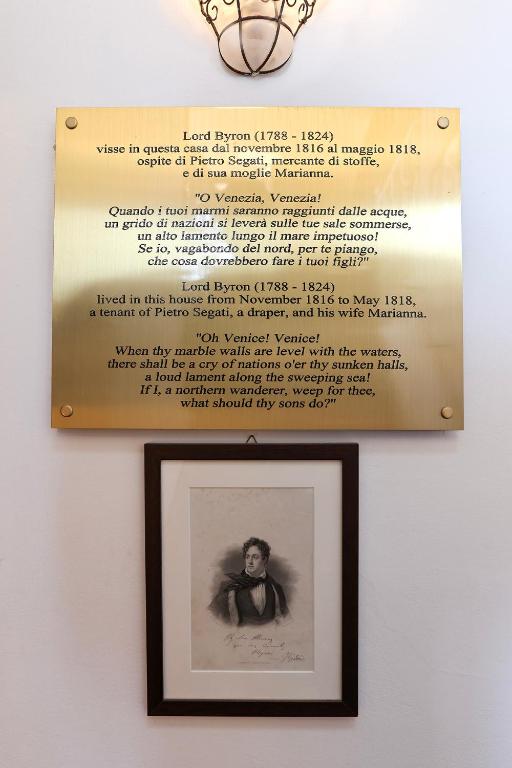 Lord Byron (1788 - 1824)
visse in questa casa dal novembre 1816 al maggio 1818,
ospite di Pietro Segati, mercante di stoffe,
e di sua moglie Marianna.
"O Venezia, Venezia!
Quando i tuoi marmi saranno raggiunti dalle acque,
un grido di nazioni si leverà sulle tue sale sommerse,
un alto lamento lungo il mare impetuoso!
Se io, vagabondo del nord, per te piango,
che cosa dovrebbero fare i tuoi figli?"
Lord Byron (1788 - 1824)
lived in this house from November 1816 to May 1818,
a tenant of Pietro Segati, a draper, and his wife Marianna.
"Oh Venice! Venice!
When thy marble walls are level with the waters,
there shall be a cry of nations o'er thy sunken halls,
a loud lament along the sweeping sea!
If I, a northern wanderer, weep for thee,
what should thy sons do?"